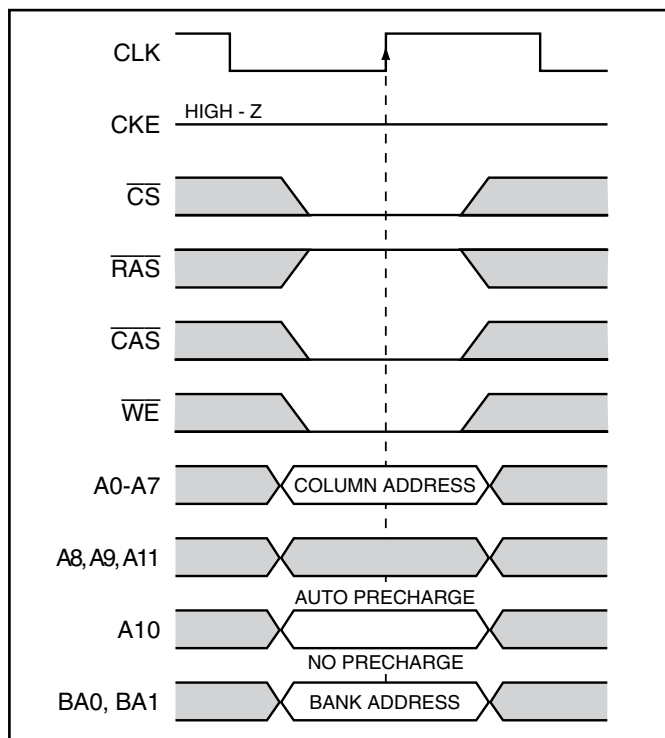 CLK
CKE HIGH - Z
CS
RAS
CAS
WE
A0-A7 COLUMN ADDRESS
A8, A9, A11
AUTO PRECHARGE
A10
NO PRECHARGE
BA0, BA1 BANK ADDRESS